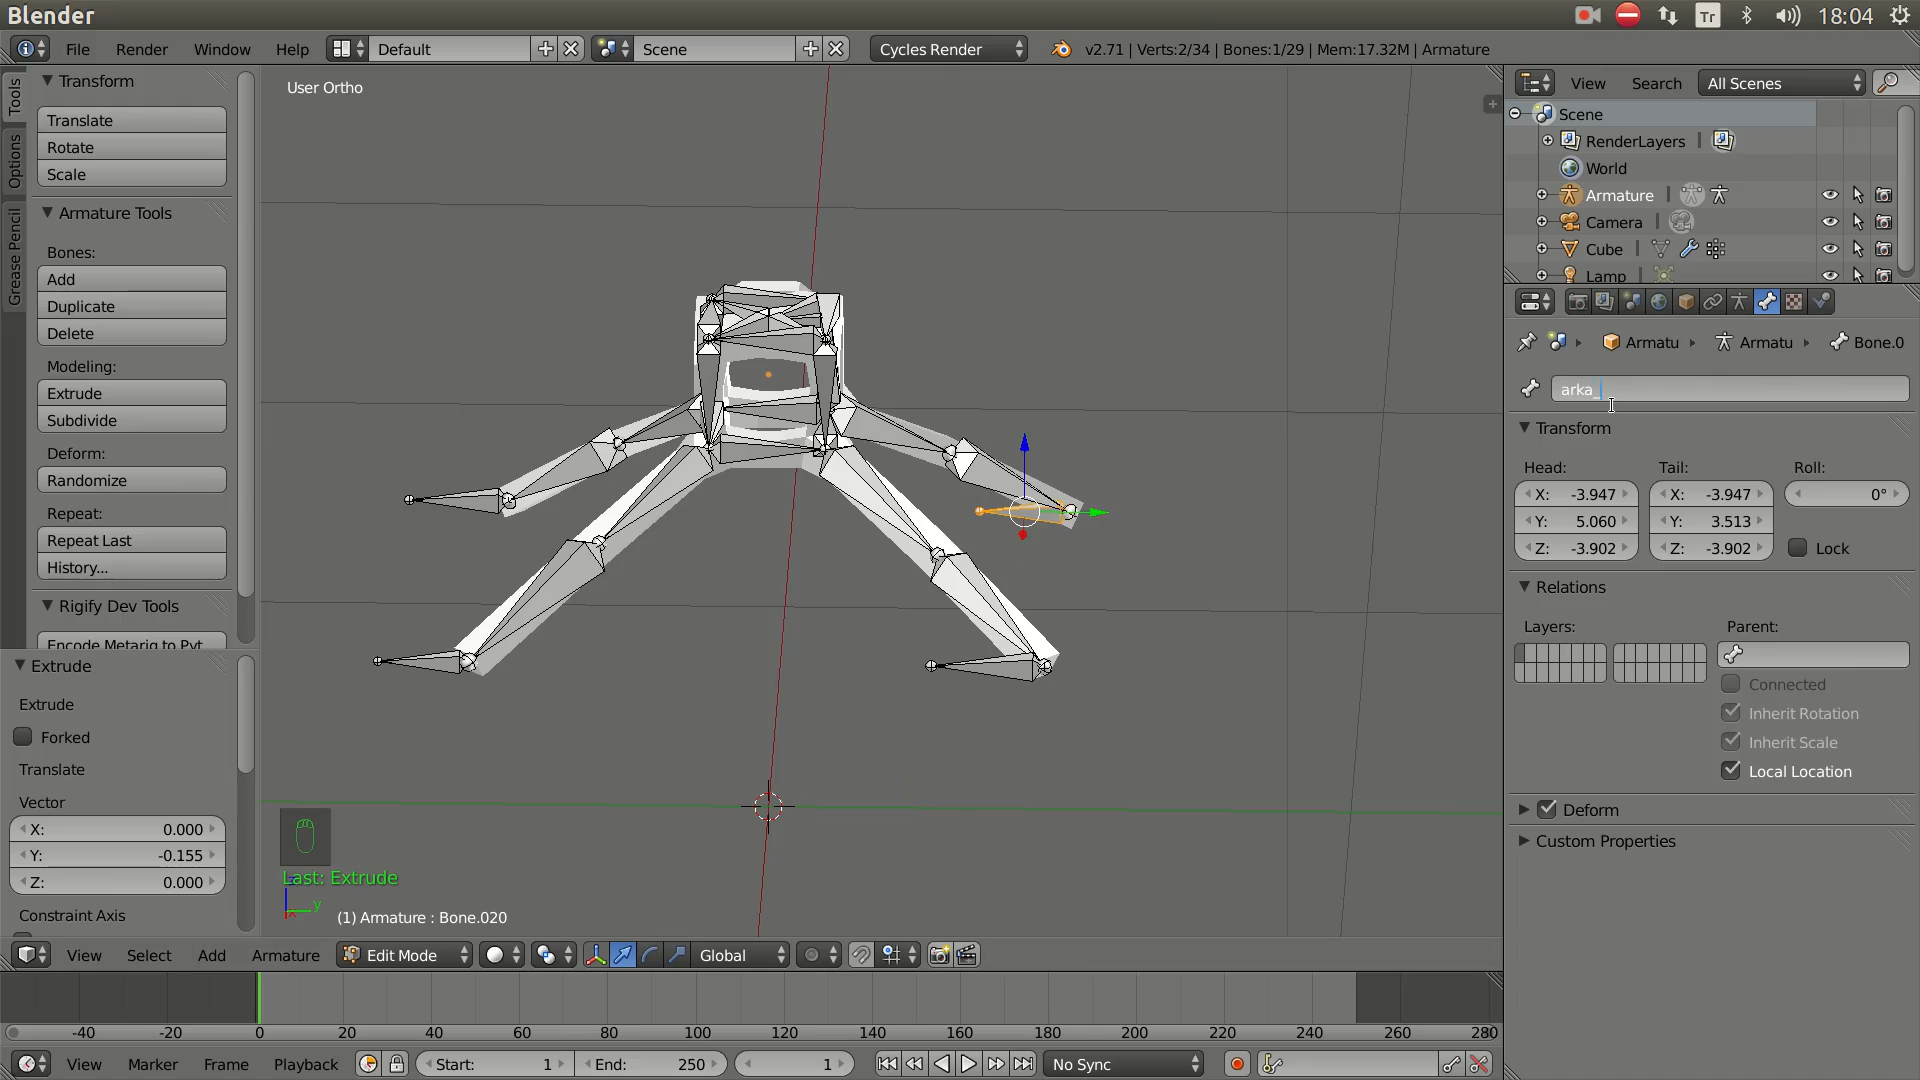 Blender
Tr
18:04
File Render Window Help
Default
Scene
Cycles Render
v2.71 | Verts:2/34 | Bones:1/29 | Mem:17.32M | Armature
Tools
Options
Grease Pencil
Transform
Translate
Rotate
Scale
Armature Tools
Bones:
Add
Duplicate
Delete
Modeling:
Extrude
Subdivide
Deform:
Randomize
Repeat:
Repeat Last
History...
Rigify Dev Tools
Encode Metarig to Pyt
Extrude
Extrude
Forked
Translate
Vector
X: 0.000
Y: -0.155
Z: 0.000
Constraint Axis
User Ortho
Last: Extrude
y
(1) Armature : Bone.020
View Select Add Armature Edit Mode Global
-40 -20 0 20 40 60 80 100 120 140 160 180 200 220 240 260 280
View Marker Frame Playback Start: 1 End: 250 1 No Sync
View Search All Scenes
Scene
RenderLayers
World
Armature
Camera
Cube
Lamp
Armatu Armatu Bone.0
arka_
Transform
Head: Tail: Roll:
X: -3.947 X: -3.947 0°
Y: 5.060 Y: 3.513
Z: -3.902 Z: -3.902 Lock
Relations
Layers: Parent:
Connected
Inherit Rotation
Inherit Scale
Local Location
Deform
Custom Properties